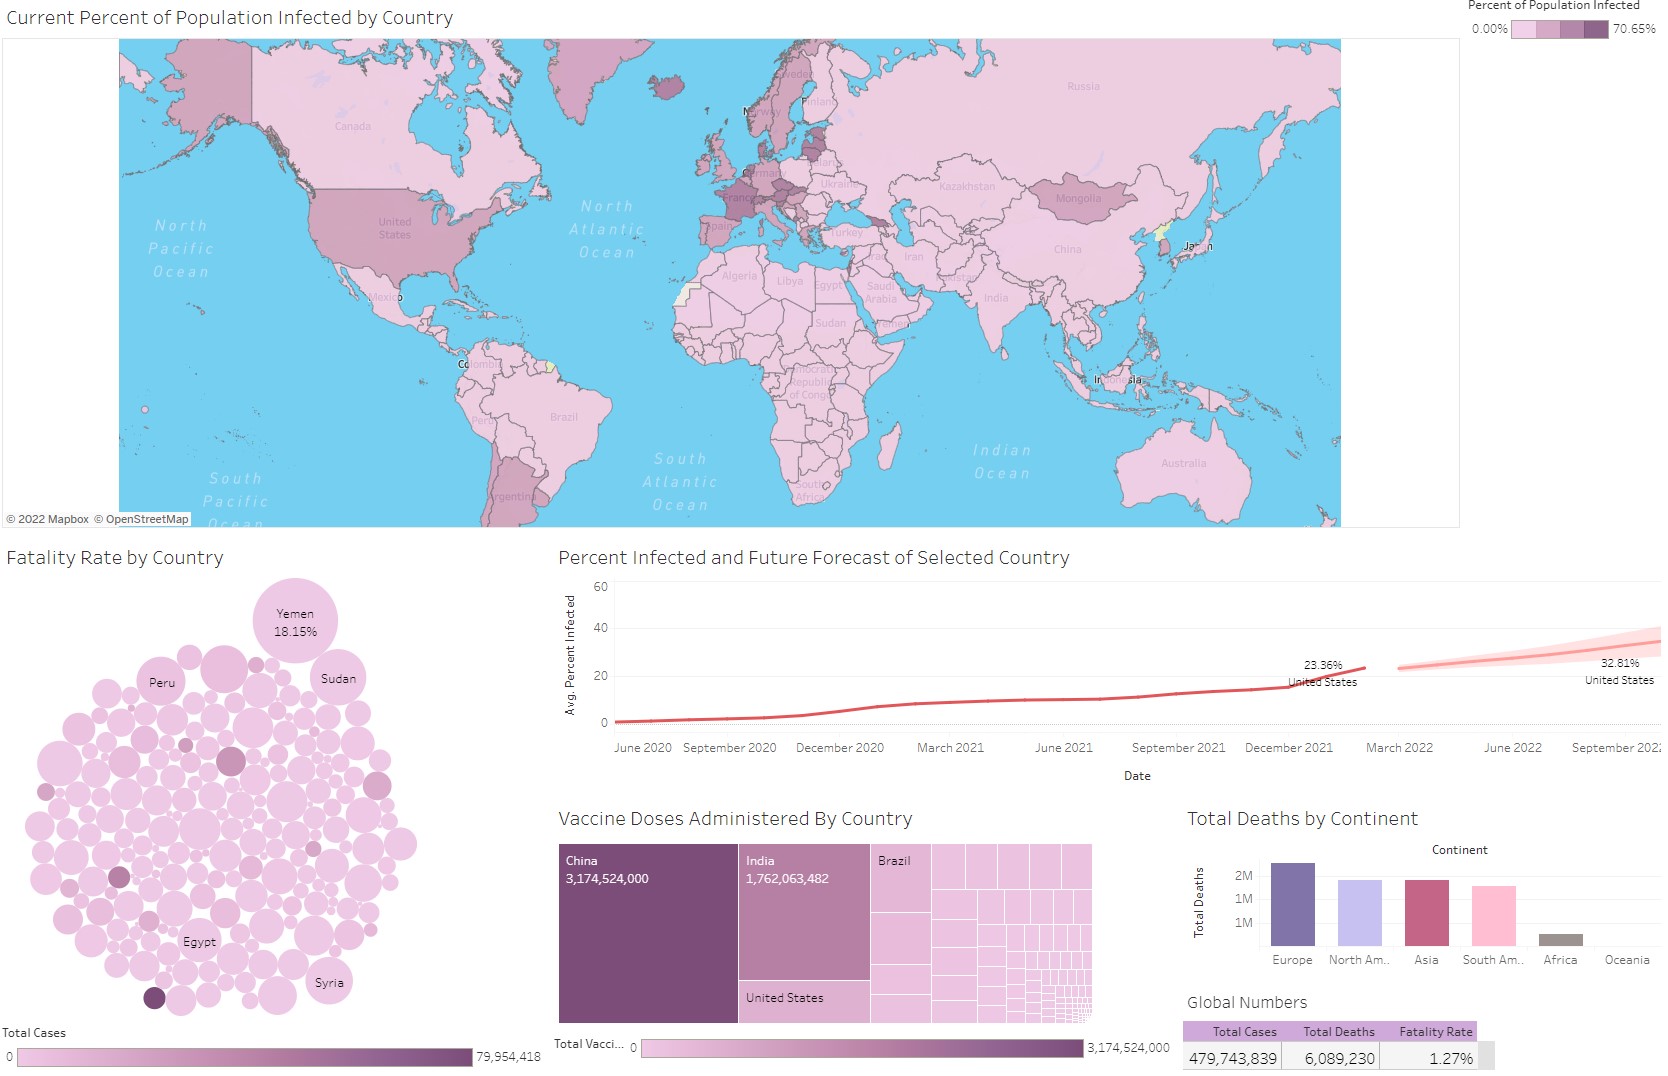 Current Percent of Population Infected by Country
Percent of Population Infected
0.00% 70.65%
Sweden
Russia
Finland
Norway
Canada
Germany
Ukraine
Kazakhstan
Mongolia
France
United
States
Spain
Turkey
China
Japan
North
Pacific
Ocean
North
Atlantic
Ocean
Iraq
Iran
Algeria
Libya
Egypt
Saudi
Arabia
Pakistan
India
Mexico
Sudan
Yemen
Colombia
Democratic
Republic
of Congo
Indonesia
Peru
Brazil
Indian
Ocean
South
Atlantic
Ocean
Australia
South
Africa
South
Pacific
Ocean
Argentina
© 2022 Mapbox © OpenStreetMap
Fatality Rate by Country
Yemen
18.15%
Peru
Sudan
Egypt
Syria
Total Cases
0 79,954,418
Percent Infected and Future Forecast of Selected Country
Avg. Percent Infected
60
40
20
0
23.36%
United States
32.81%
United States
June 2020 September 2020 December 2020 March 2021 June 2021 September 2021 December 2021 March 2022 June 2022 September 2022
Date
Vaccine Doses Administered By Country
China
3,174,524,000
India
1,762,063,482
Brazil
United States
Total Vacci... 0 3,174,524,000
Total Deaths by Continent
Continent
Total Deaths
2M
1M
1M
Europe North Am.. Asia South Am.. Africa Oceania
Global Numbers
Total Cases Total Deaths Fatality Rate
479,743,839 6,089,230 1.27%